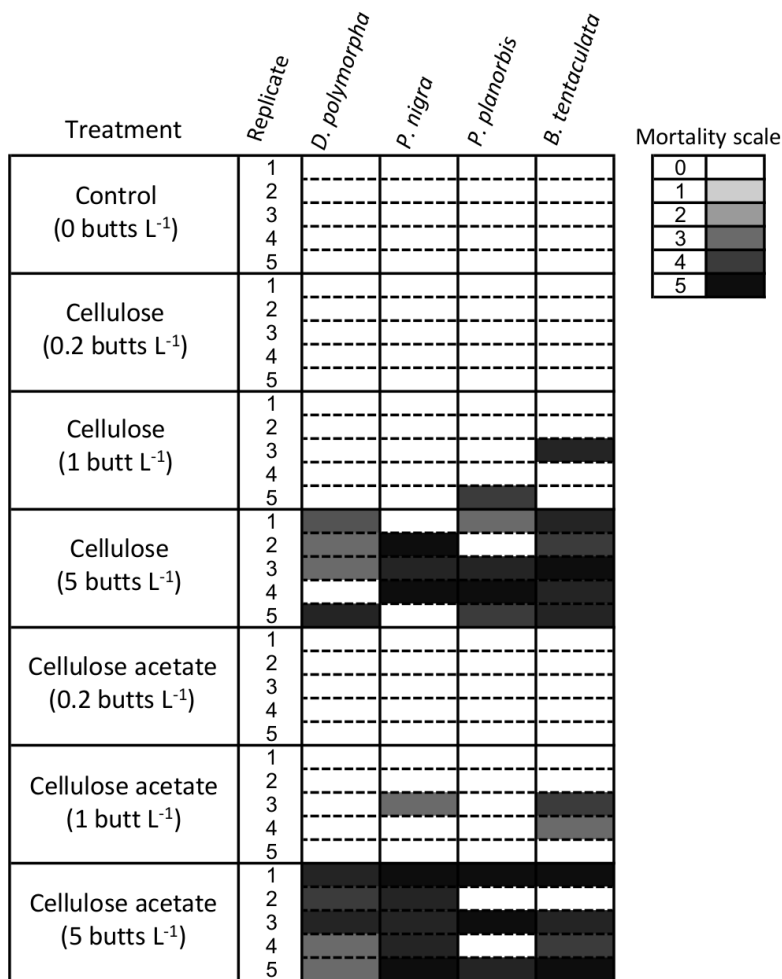 Treatment
Replicate
D. polymorpha
P. nigra
P. planorbis
B. tentaculata
Mortality scale
0
1
2
3
4
5
Control
(0 butts L⁻¹)
1
2
3
4
5
Cellulose
(0.2 butts L⁻¹)
1
2
3
4
5
Cellulose
(1 butt L⁻¹)
1
2
3
4
5
Cellulose
(5 butts L⁻¹)
1
2
3
4
5
Cellulose acetate
(0.2 butts L⁻¹)
1
2
3
4
5
Cellulose acetate
(1 butt L⁻¹)
1
2
3
4
5
Cellulose acetate
(5 butts L⁻¹)
1
2
3
4
5